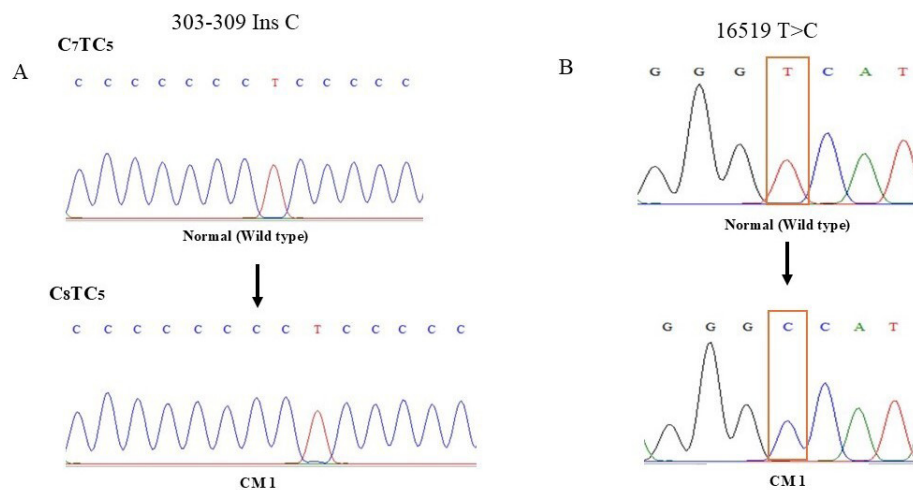 303-309 Ins C
C7TC5
A
C C C C C C C T C C C C C
Normal (Wild type)
C8TC5
C C C C C C C C T C C C C C
CM 1
16519 T>C
B
G G G T C A T
Normal (Wild type)
G G G C C A T
CM 1